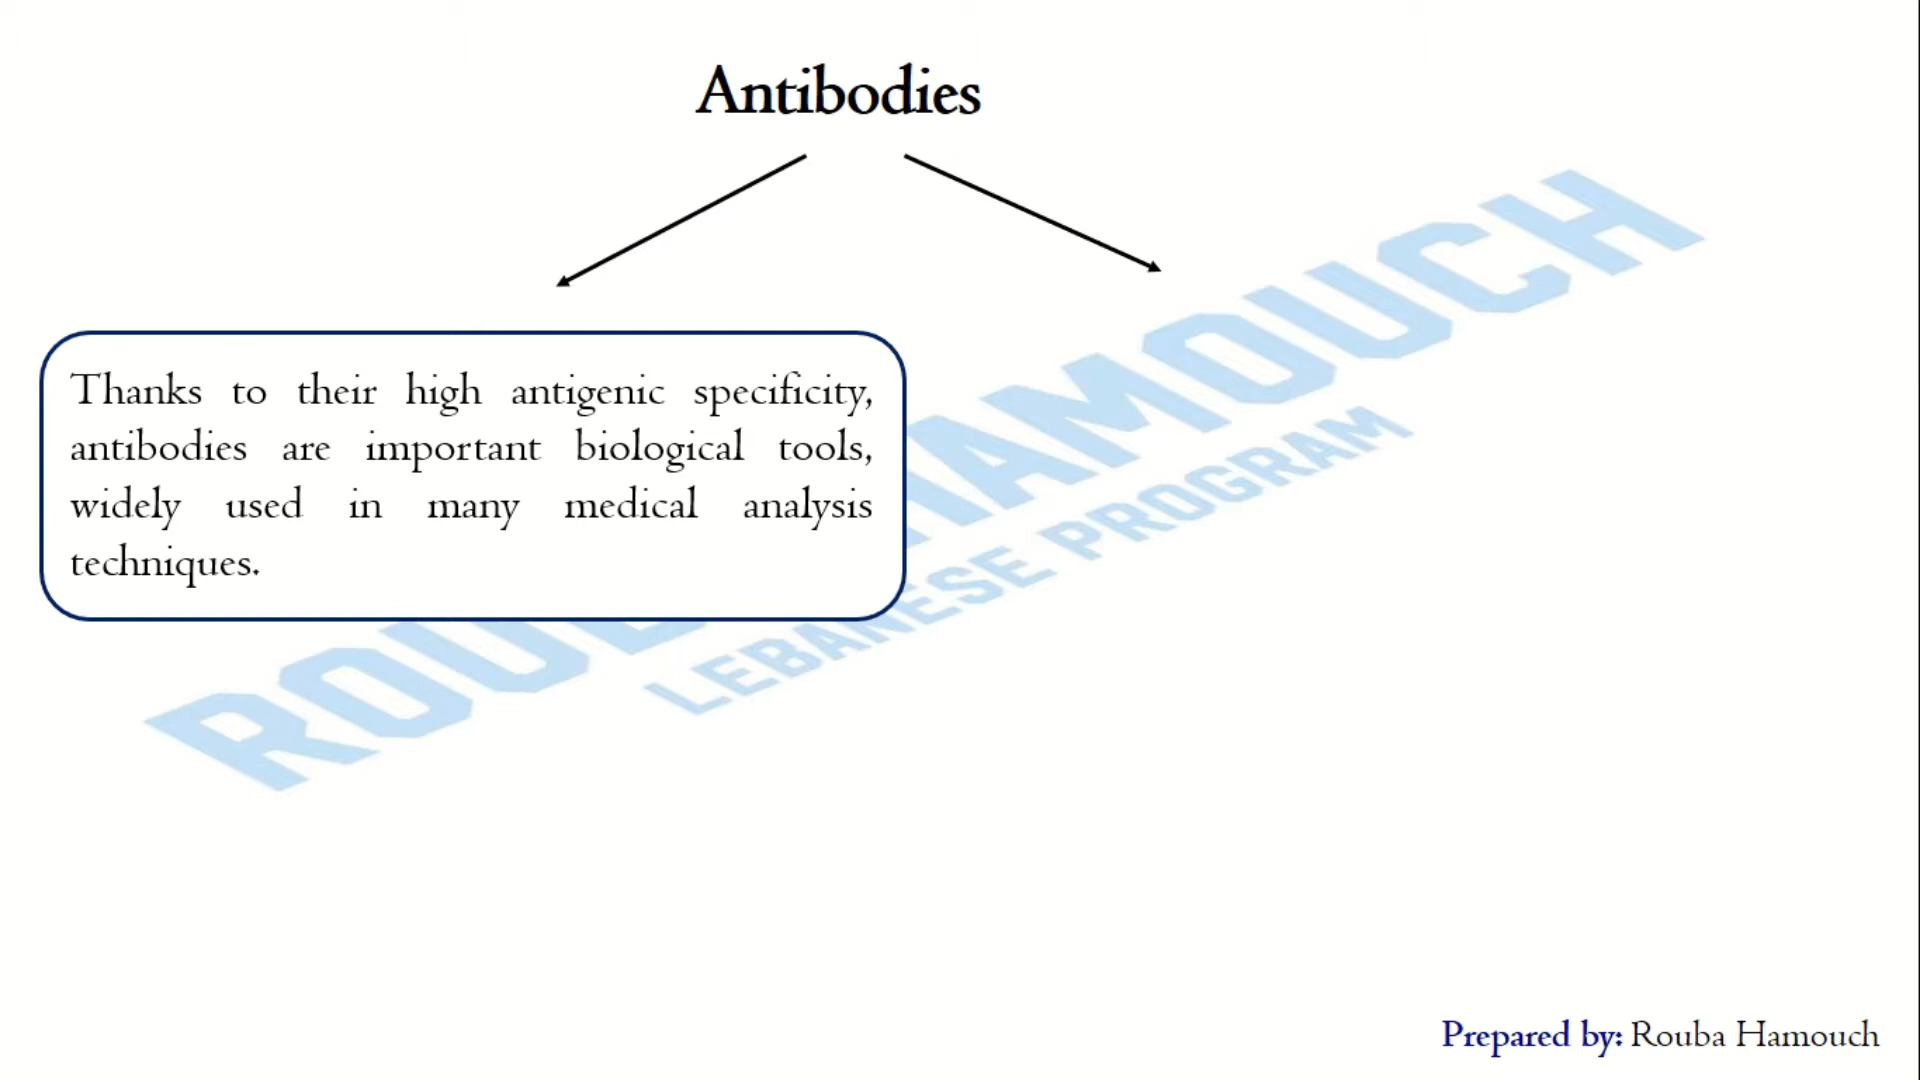 Antibodies
Thanks to their high antigenic specificity,
antibodies are important biological tools,
widely used in many medical analysis
techniques.
HAMOUCH
LEBANESE PROGRAM
Prepared by: Rouba Hamouch